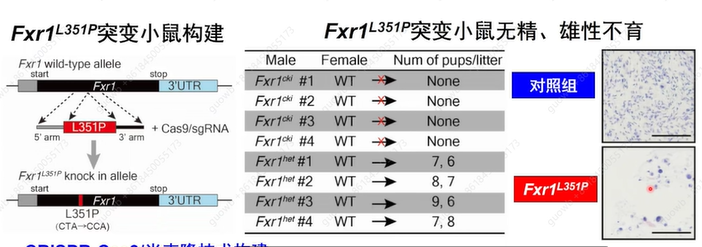 Fxr1L351P突变小鼠构建
Fxr1 wild-type allele
start
stop
Fxr1
3'UTR
L351P
5' arm
3' arm
+ Cas9/sgRNA
Fxr1L351P knock in allele
start
stop
Fxr1
3'UTR
L351P
(CTA→CCA)
Fxr1L351P突变小鼠无精、雄性不育
Male Female Num of pups/litter
Fxr1cki #1 WT → None
Fxr1cki #2 WT → None
Fxr1cki #3 WT → None
Fxr1cki #4 WT → None
Fxr1het #1 WT → 7, 6
Fxr1het #2 WT → 8, 7
Fxr1het #3 WT → 9, 6
Fxr1het #4 WT → 7, 8
对照组
Fxr1L351P